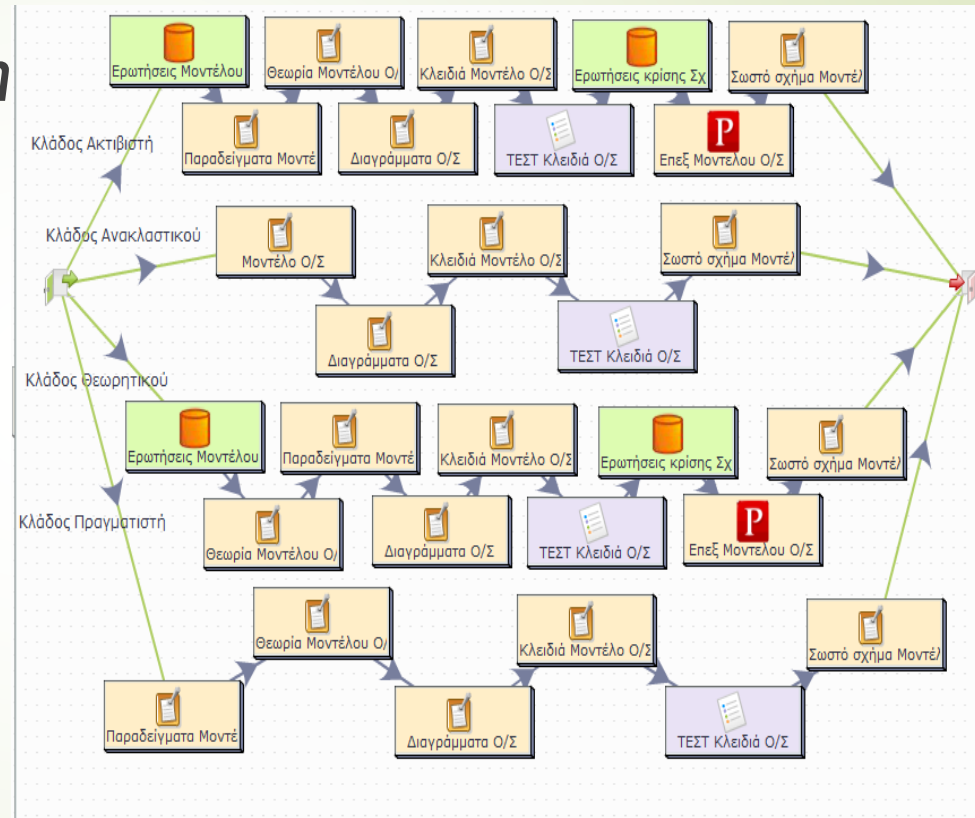 η
Ερωτήσεις Μοντέλου
Θεωρία Μοντέλου Ο/
Κλειδιά Μοντέλο Ο/Σ
Ερωτήσεις κρίσης Σχ
Σωστό σχήμα Μοντέλ
Κλάδος Ακτιβιστή
Παραδείγματα Μοντέ
Διαγράμματα Ο/Σ
ΤΕΣΤ Κλειδιά Ο/Σ
Επεξ Μοντελου Ο/Σ
Κλάδος Ανακλαστικού
Μοντέλο Ο/Σ
Κλειδιά Μοντέλο Ο/Σ
Σωστό σχήμα Μοντέλ
Διαγράμματα Ο/Σ
ΤΕΣΤ Κλειδιά Ο/Σ
Κλάδος Θεωρητικού
Ερωτήσεις Μοντέλου
Παραδείγματα Μοντέ
Κλειδιά Μοντέλο Ο/Σ
Ερωτήσεις κρίσης Σχ
Σωστό σχήμα Μοντέλ
Κλάδος Πραγματιστή
Θεωρία Μοντέλου Ο/
Διαγράμματα Ο/Σ
ΤΕΣΤ Κλειδιά Ο/Σ
Επεξ Μοντελου Ο/Σ
Θεωρία Μοντέλου Ο/
Κλειδιά Μοντέλο Ο/Σ
Σωστό σχήμα Μοντέλ
Παραδείγματα Μοντέ
Διαγράμματα Ο/Σ
ΤΕΣΤ Κλειδιά Ο/Σ